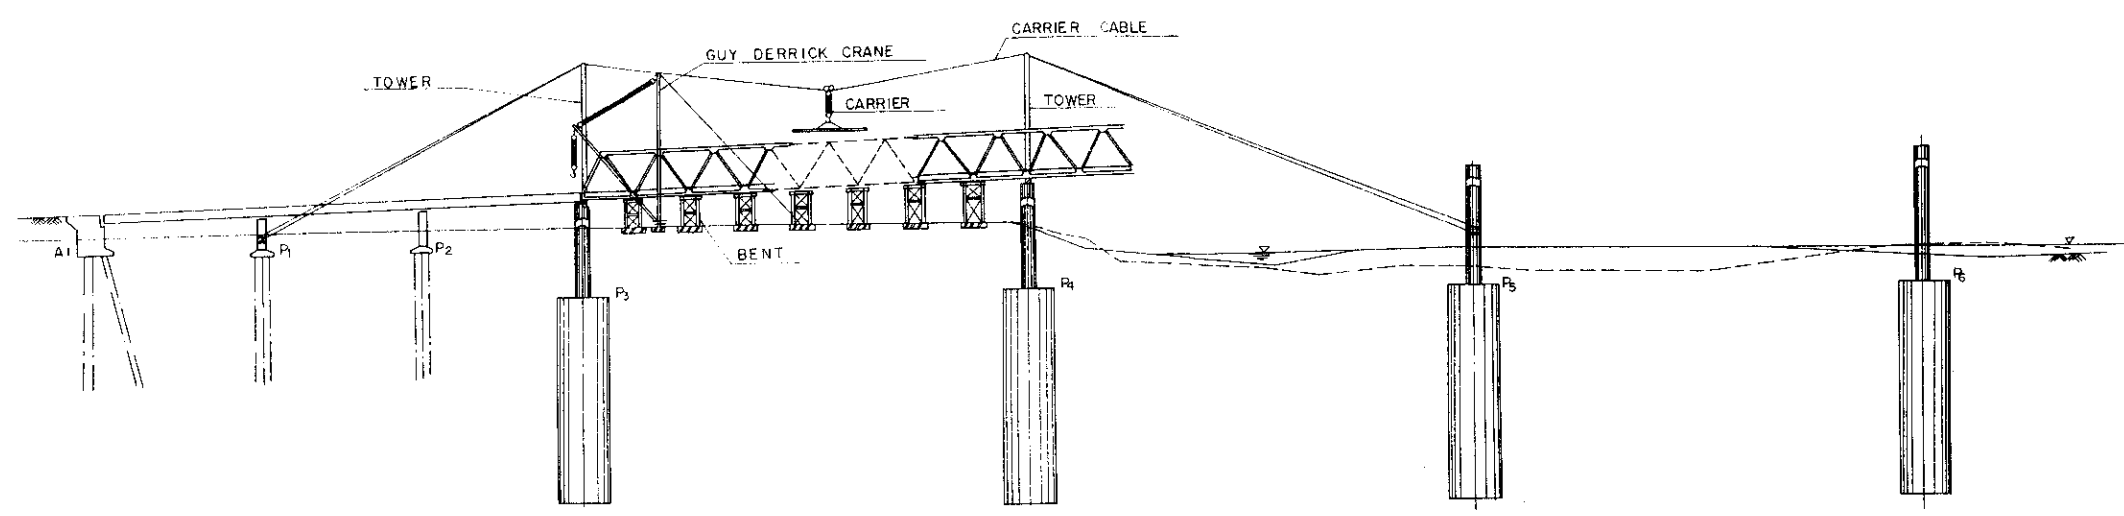 CARRIER CABLE
GUY DERRICK CRANE
TOWER
CARRIER
TOWER
A1
P1
P2
BENT
P3
P4
P5
P6